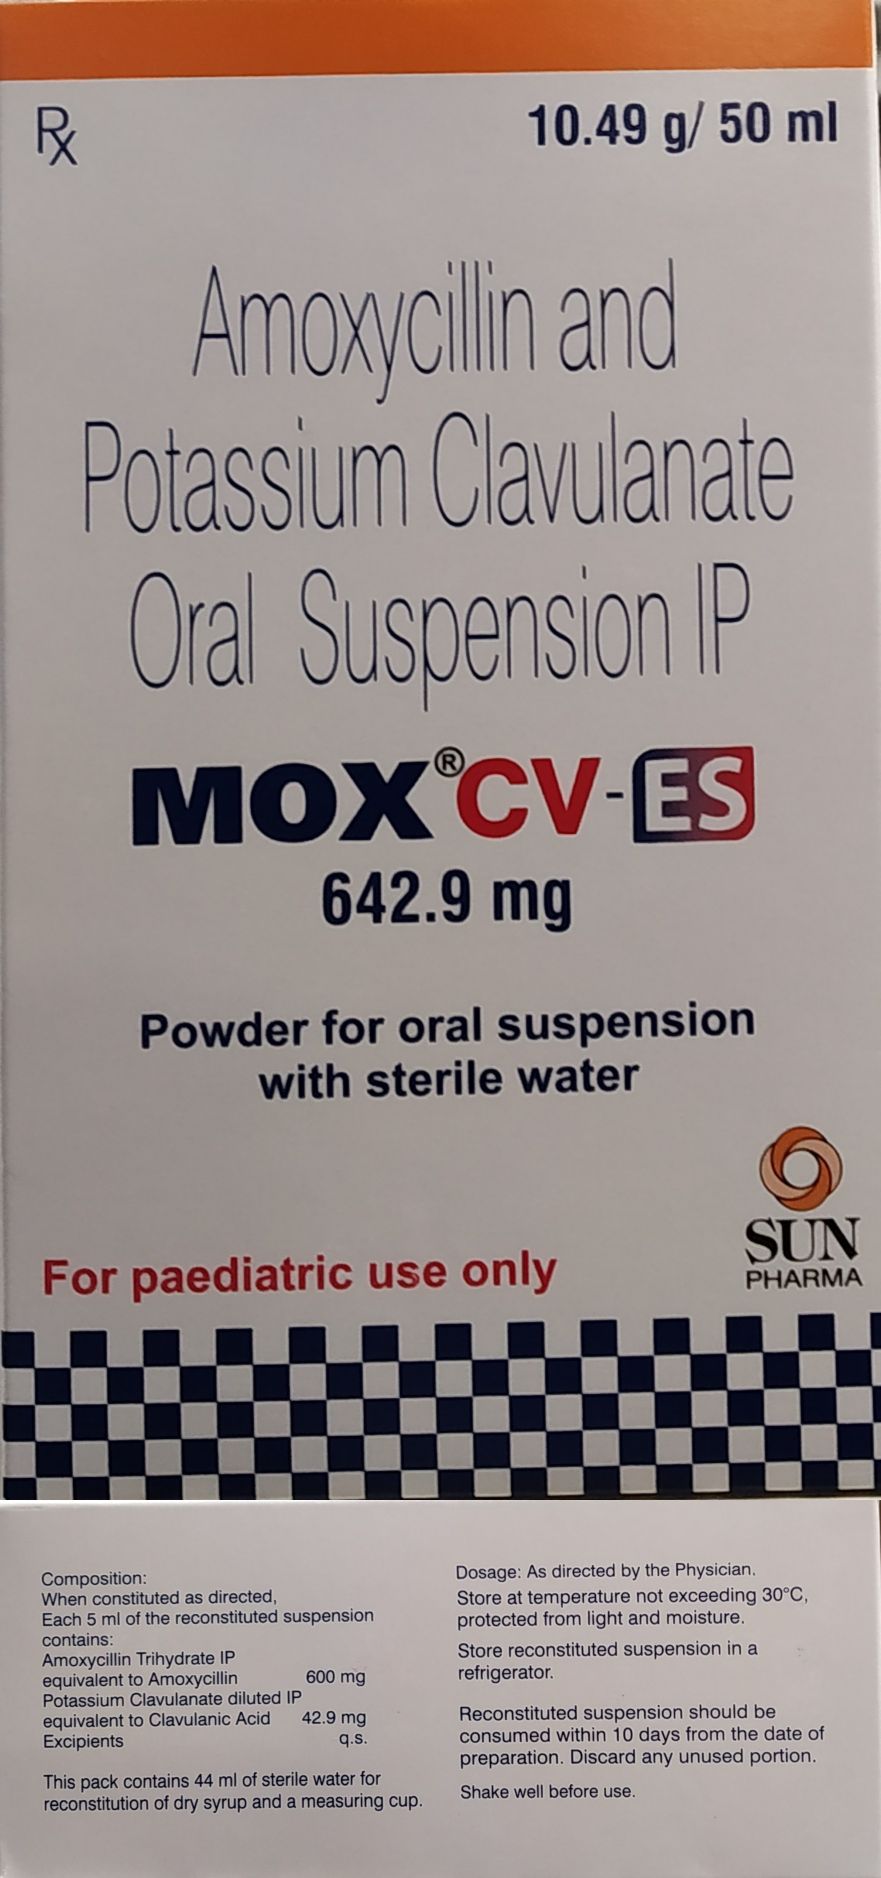 Rx
10.49 g/ 50 ml
Amoxycillin and
Potassium Clavulanate
Oral Suspension IP
MOX®CV-ES
642.9 mg
Powder for oral suspension
with sterile water
For paediatric use only
SUN
PHARMA
Composition:
When constituted as directed,
Each 5 ml of the reconstituted suspension
contains:
Amoxycillin Trihydrate IP
equivalent to Amoxycillin 600 mg
Potassium Clavulanate diluted IP
equivalent to Clavulanic Acid 42.9 mg
Excipients q.s.
This pack contains 44 ml of sterile water for
reconstitution of dry syrup and a measuring cup.
Dosage: As directed by the Physician.
Store at temperature not exceeding 30°C,
protected from light and moisture.
Store reconstituted suspension in a
refrigerator.
Reconstituted suspension should be
consumed within 10 days from the date of
preparation. Discard any unused portion.
Shake well before use.